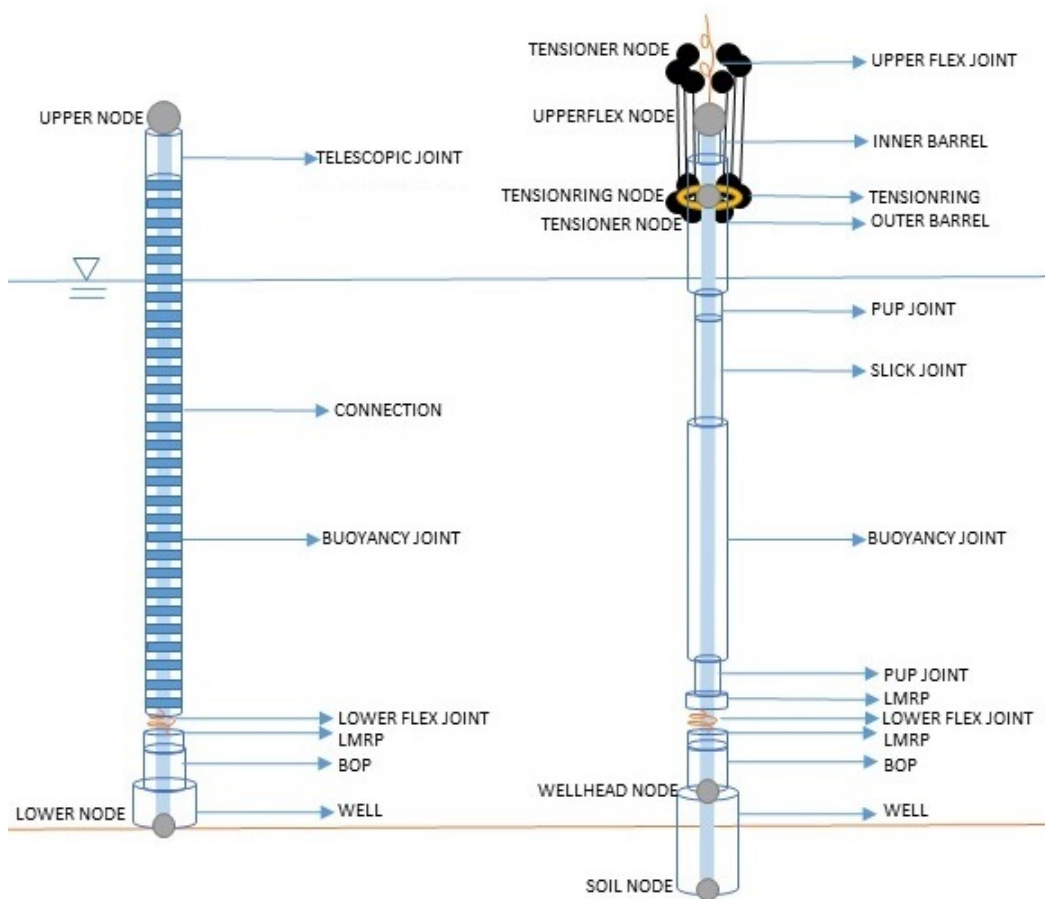 UPPER NODE
TELESCOPIC JOINT
CONNECTION
BUOYANCY JOINT
LOWER FLEX JOINT
LMRP
BOP
LOWER NODE
WELL
TENSIONER NODE
UPPER FLEX JOINT
UPPERFLEX NODE
INNER BARREL
TENSIONRING NODE
TENSIONRING
TENSIONER NODE
OUTER BARREL
PUP JOINT
SLICK JOINT
BUOYANCY JOINT
PUP JOINT
LMRP
LOWER FLEX JOINT
LMRP
BOP
WELLHEAD NODE
WELL
SOIL NODE